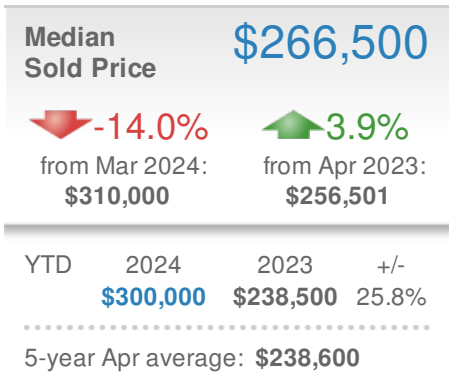 Median
Sold Price
$266,500
-14.0% 3.9%
from Mar 2024: from Apr 2023:
$310,000 $256,501
YTD 2024 2023 +/-
$300,000 $238,500 25.8%
5-year Apr average: $238,600